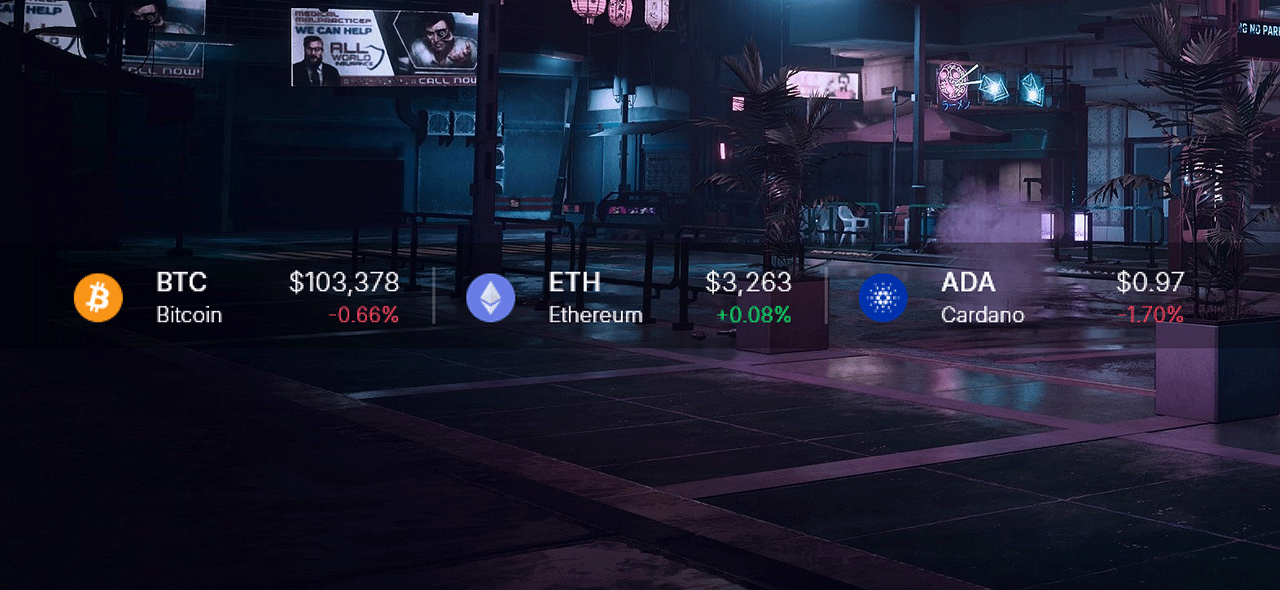 MEDICAL
MALPRACTICE?
WE CAN HELP
ALL
WORLD
INSURANCE
CALL NOW!
HELP
CALL NOW!
ラーメン
BTC
$103,378
Bitcoin
-0.66%
ETH
$3,263
Ethereum
+0.08%
ADA
$0.97
Cardano
-1.70%